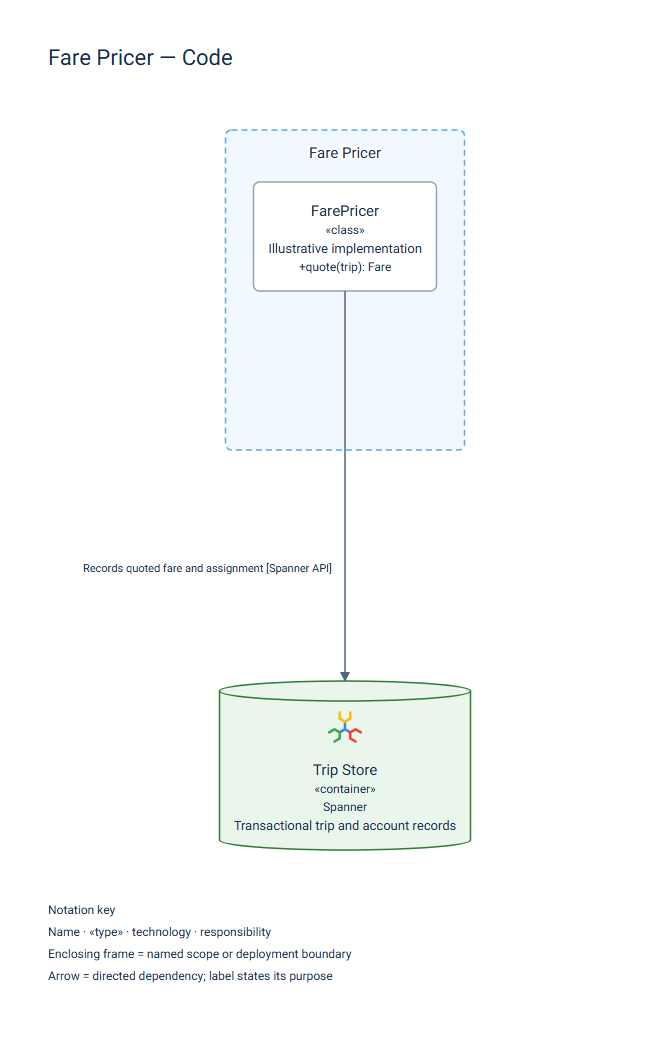 Fare Pricer — Code
Fare Pricer
FarePricer
«class»
Illustrative implementation
+quote(trip): Fare
Records quoted fare and assignment [Spanner API]
Trip Store
«container»
Spanner
Transactional trip and account records
Notation key
Name · «type» · technology · responsibility
Enclosing frame = named scope or deployment boundary
Arrow = directed dependency; label states its purpose